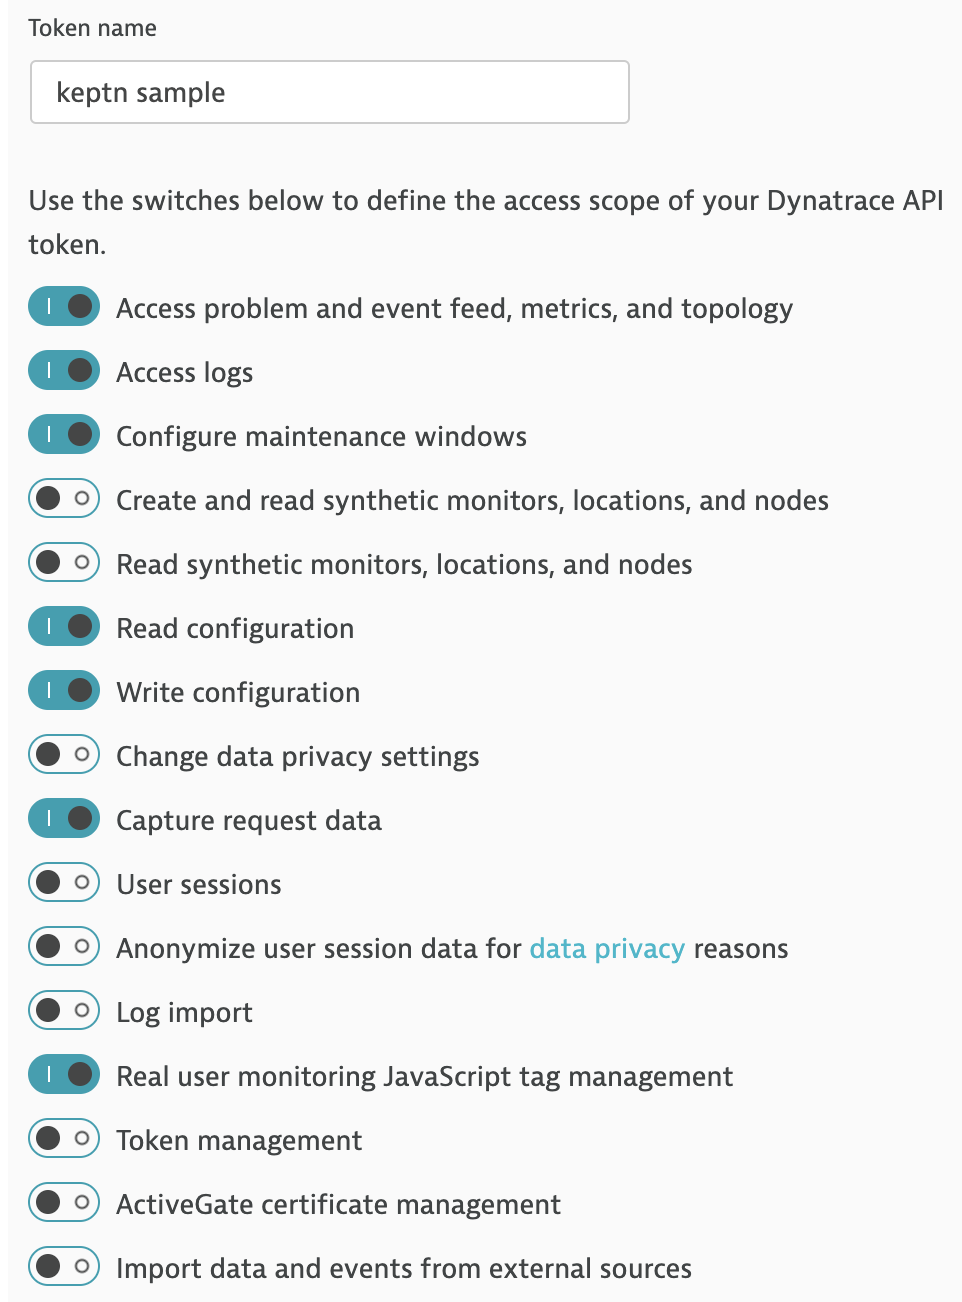 Token name
keptn sample
Use the switches below to define the access scope of your Dynatrace API
token.
Access problem and event feed, metrics, and topology
Access logs
Configure maintenance windows
Create and read synthetic monitors, locations, and nodes
Read synthetic monitors, locations, and nodes
Read configuration
Write configuration
Change data privacy settings
Capture request data
User sessions
Anonymize user session data for data privacy reasons
Log import
Real user monitoring JavaScript tag management
Token management
ActiveGate certificate management
Import data and events from external sources